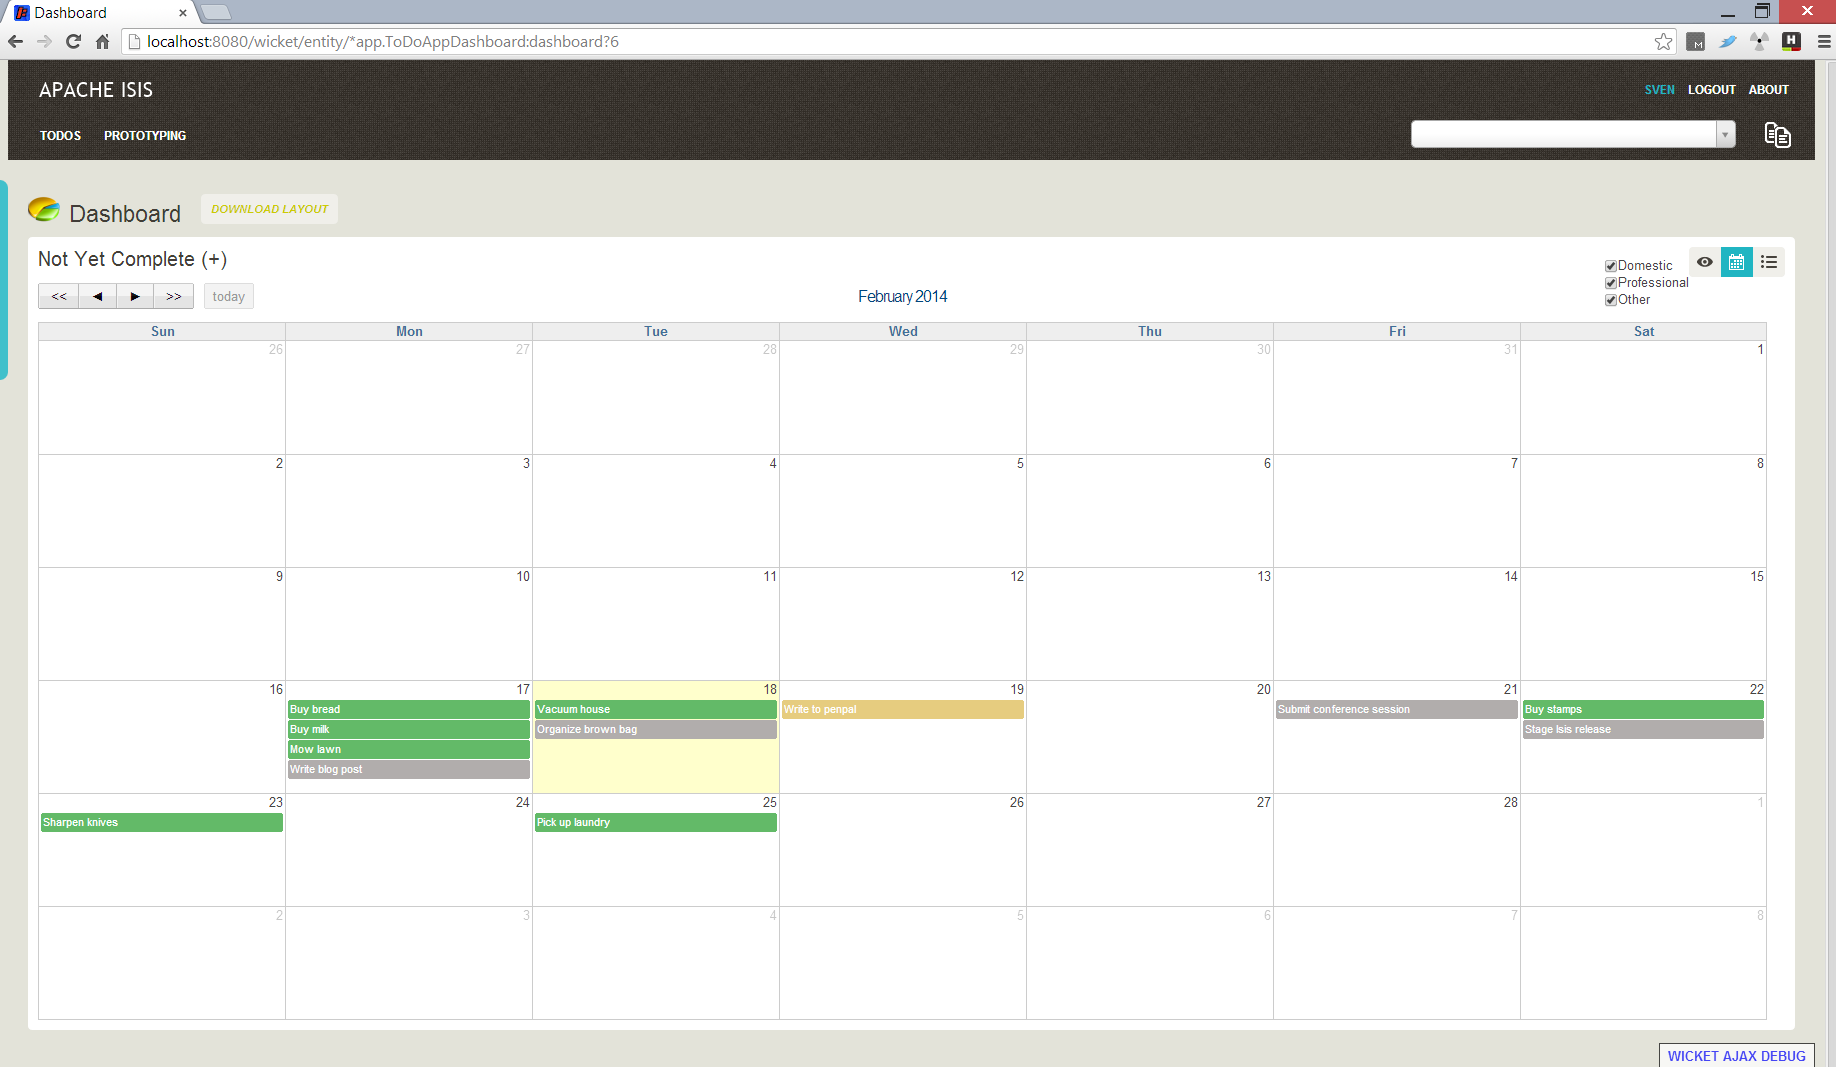 Dashboard
localhost:8080/wicket/entity/*app.ToDoAppDashboard:dashboard?6
APACHE ISIS
SVEN LOGOUT ABOUT
TODOS PROTOTYPING
Dashboard DOWNLOAD LAYOUT
Not Yet Complete (+)
Domestic
Professional
Other
<< ◀ ▶ >> today
February 2014
Sun Mon Tue Wed Thu Fri Sat
26 27 28 29 30 31 1
2 3 4 5 6 7 8
9 10 11 12 13 14 15
16 17 18 19 20 21 22
Buy bread Vacuum house Write to penpal Submit conference session Buy stamps
Buy milk Organize brown bag Stage Isis release
Mow lawn
Write blog post
23 24 25 26 27 28 1
Sharpen knives Pick up laundry
2 3 4 5 6 7 8
WICKET AJAX DEBUG